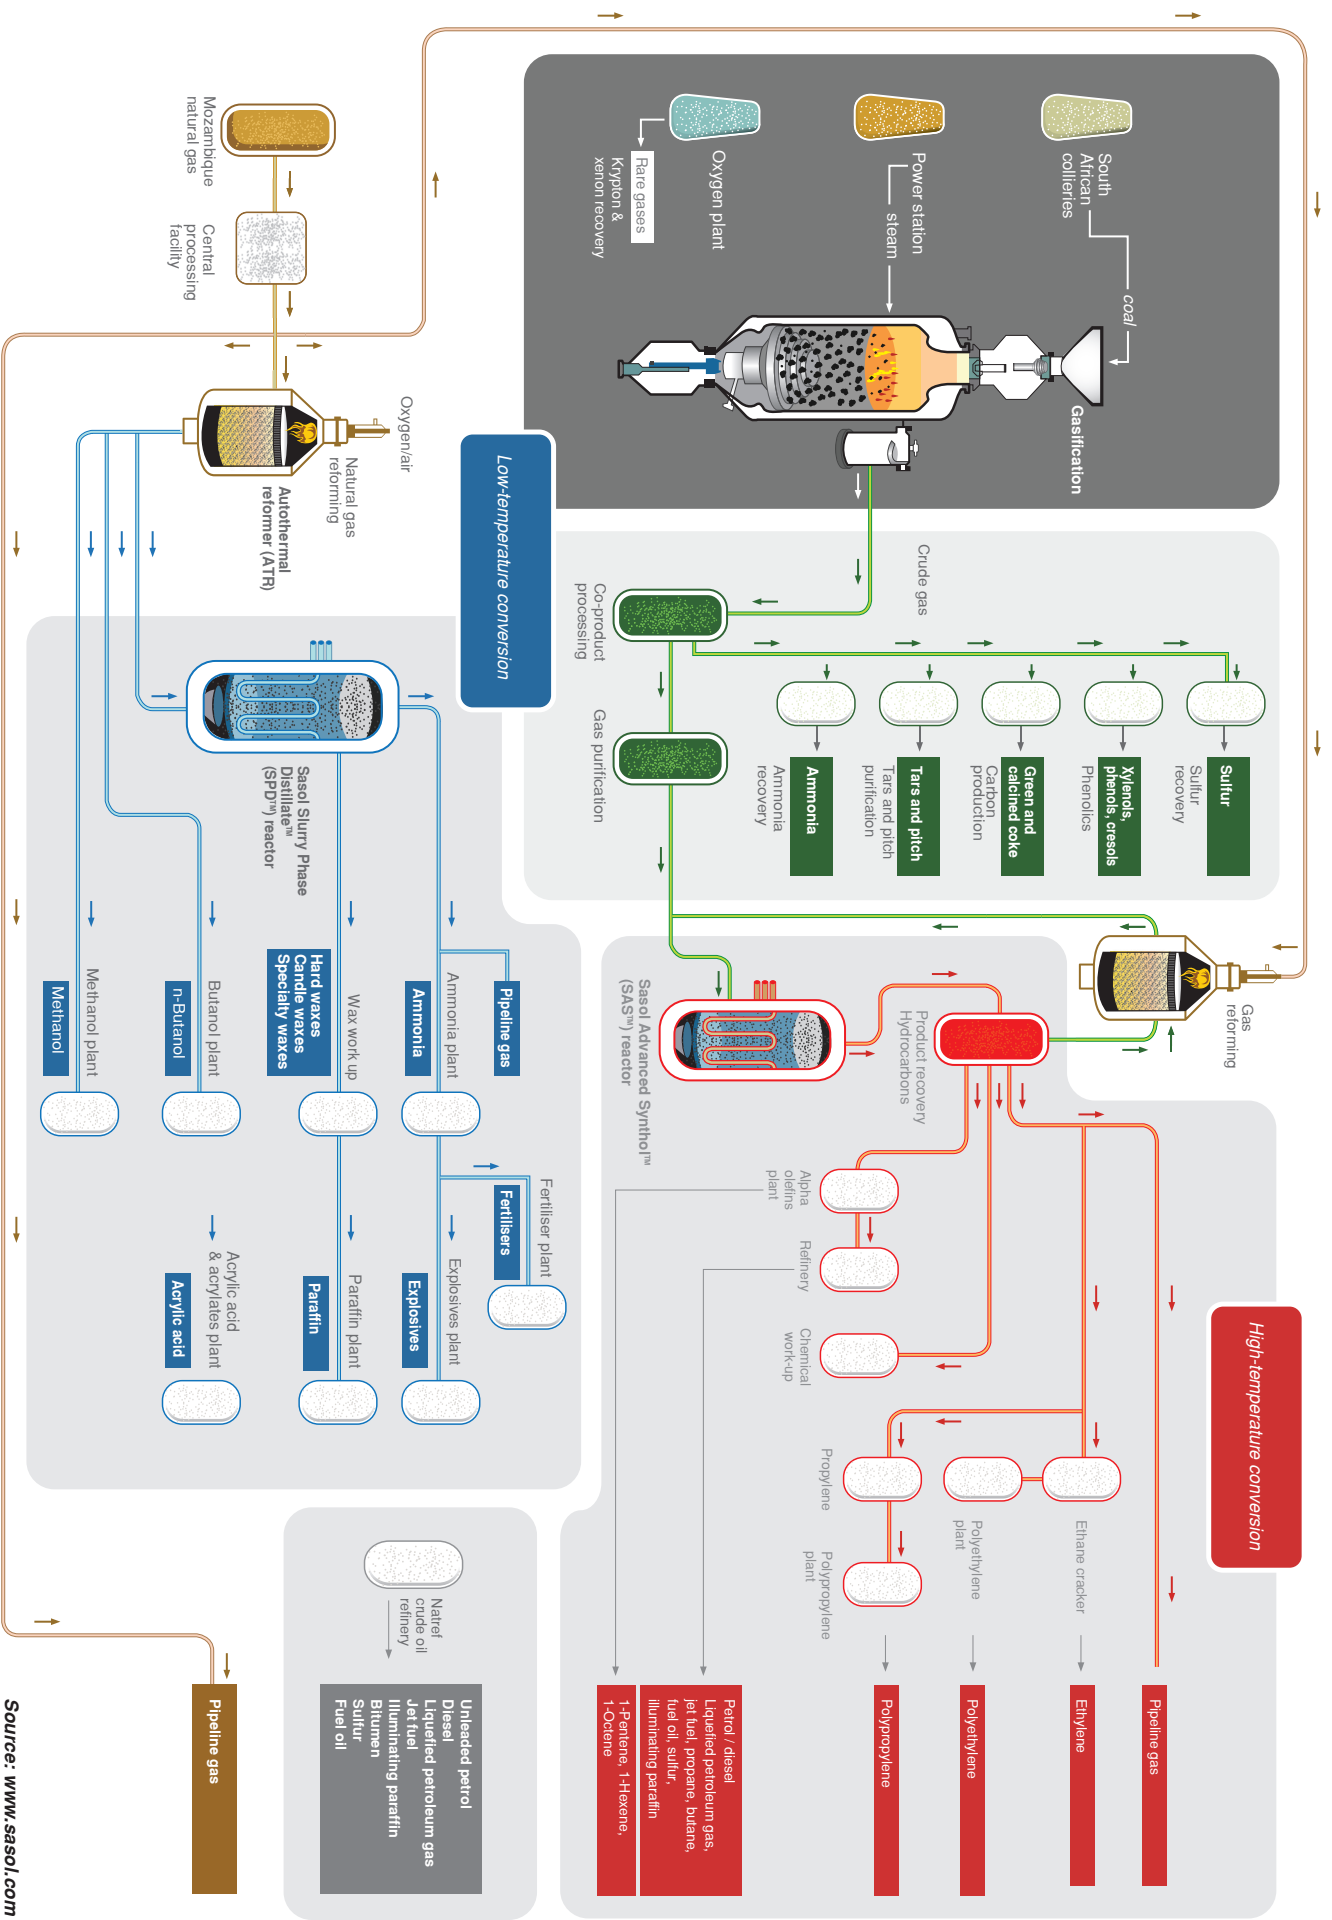 South
African
collieries
coal
Gasification
Power station
steam
Oxygen plant
Rare gases
Krypton &
xenon recovery
Mozambique
natural gas
Central
processing
facility
Oxygen/air
Natural gas
reforming
Autothermal
reformer (ATR)
Low-temperature conversion
Crude gas
Co-product
processing
Gas purification
Sulfur
Sulfur
recovery
Xylenols,
phenols, cresols
Phenolics
Green and
calcined coke
Carbon
production
Tars and pitch
Tars and pitch
purification
Ammonia
Ammonia
recovery
Gas
reforming
Sasol Slurry Phase
Distillate™
(SPD™) reactor
Pipeline gas
Ammonia plant
Ammonia
Wax work up
Hard waxes
Candle waxes
Specialty waxes
Butanol plant
n-Butanol
Methanol plant
Methanol
Fertiliser plant
Fertilisers
Explosives plant
Explosives
Paraffin plant
Paraffin
Acrylic acid
& acrylates plant
Acrylic acid
Sasol Advanced Synthol™
(SAS™) reactor
Product recovery
Hydrocarbons
High-temperature conversion
Alpha
olefins
plant
Refinery
Chemical
work-up
Propylene
Polypropylene
plant
Polyethylene
plant
Ethane cracker
Pipeline gas
Ethylene
Polyethylene
Polypropylene
Petrol / diesel
Liquefied petroleum gas,
jet fuel, propane, butane,
fuel oil, sulfur,
illuminating paraffin
1-Pentene, 1-Hexene,
1-Octene
Natref
crude oil
refinery
Unleaded petrol
Diesel
Liquefied petroleum gas
Jet fuel
Illuminating paraffin
Bitumen
Sulfur
Fuel oil
Pipeline gas
Source: www.sasol.com